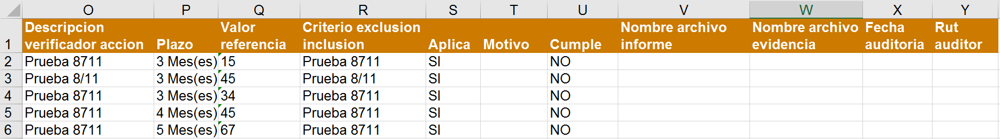 O P Q R S T U V W X Y
1 Descripcion verificador accion Plazo Valor referencia Criterio exclusion inclusion Aplica Motivo Cumple Nombre archivo informe Nombre archivo evidencia Fecha auditoria Rut auditor
2 Prueba 8711 3 Mes(es) 15 Prueba 8711 SI NO
3 Prueba 8/11 3 Mes(es) 45 Prueba 8/11 SI NO
4 Prueba 8711 3 Mes(es) 34 Prueba 8711 SI NO
5 Prueba 8711 4 Mes(es) 45 Prueba 8711 SI NO
6 Prueba 8711 5 Mes(es) 67 Prueba 8711 SI NO